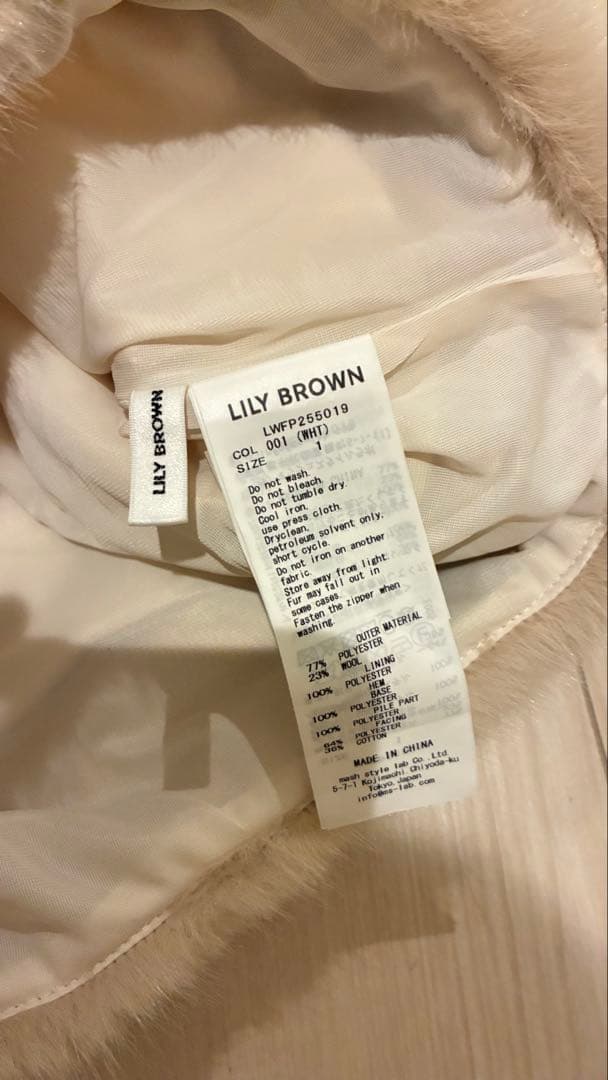 LILY BROWN
LILY BROWN
LWFP255019
COL 001 (WHT)
SIZE 1
Do not wash.
Do not bleach.
Do not tumble dry.
Cool iron.
use press cloth.
Dryclean.
petroleum solvent only.
short cycle.
Do not iron on another
fabric.
Store away from light.
Fur may fall out in
some cases.
Fasten the zipper when
washing.
OUTER MATERIAL
77% POLYESTER
23% WOOL
LINING
100% POLYESTER
HEM
BASE
100% POLYESTER
PILE PART
100% POLYESTER
FACING
64% POLYESTER
36% COTTON
MADE IN CHINA
mash style lab Co., Ltd.
5-7-1 Kojimachi Chiyoda-ku
Tokyo, Japan
info@ms-lab.com